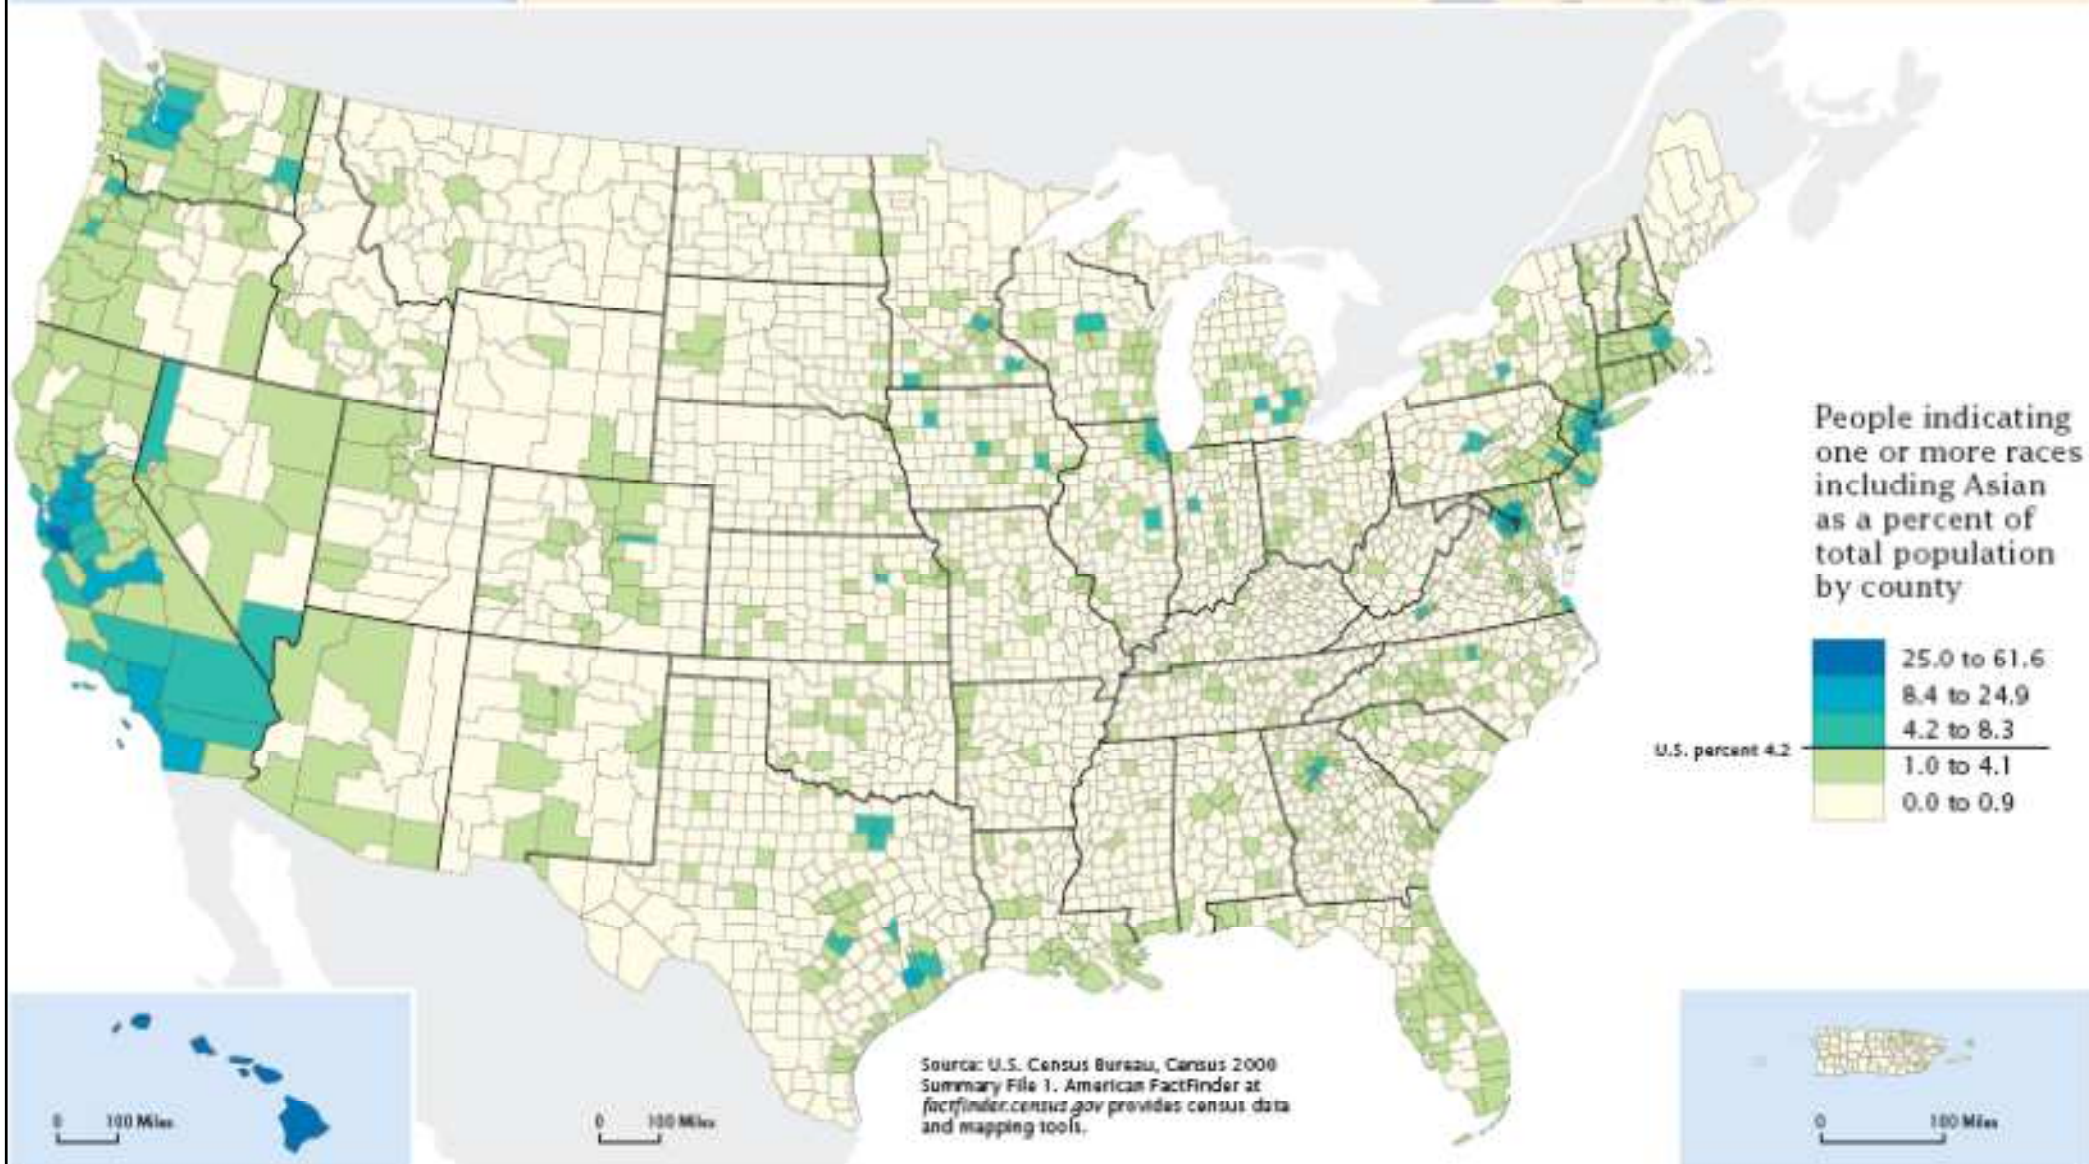 People indicating
one or more races
including Asian
as a percent of
total population
by county
25.0 to 61.6
8.4 to 24.9
4.2 to 8.3
U.S. percent 4.2
1.0 to 4.1
0.0 to 0.9
Source: U.S. Census Bureau, Census 2000
Summary File 1. American FactFinder at
factfinder.census.gov provides census data
and mapping tools.
0 100 Miles
0 100 Miles
0 100 Miles